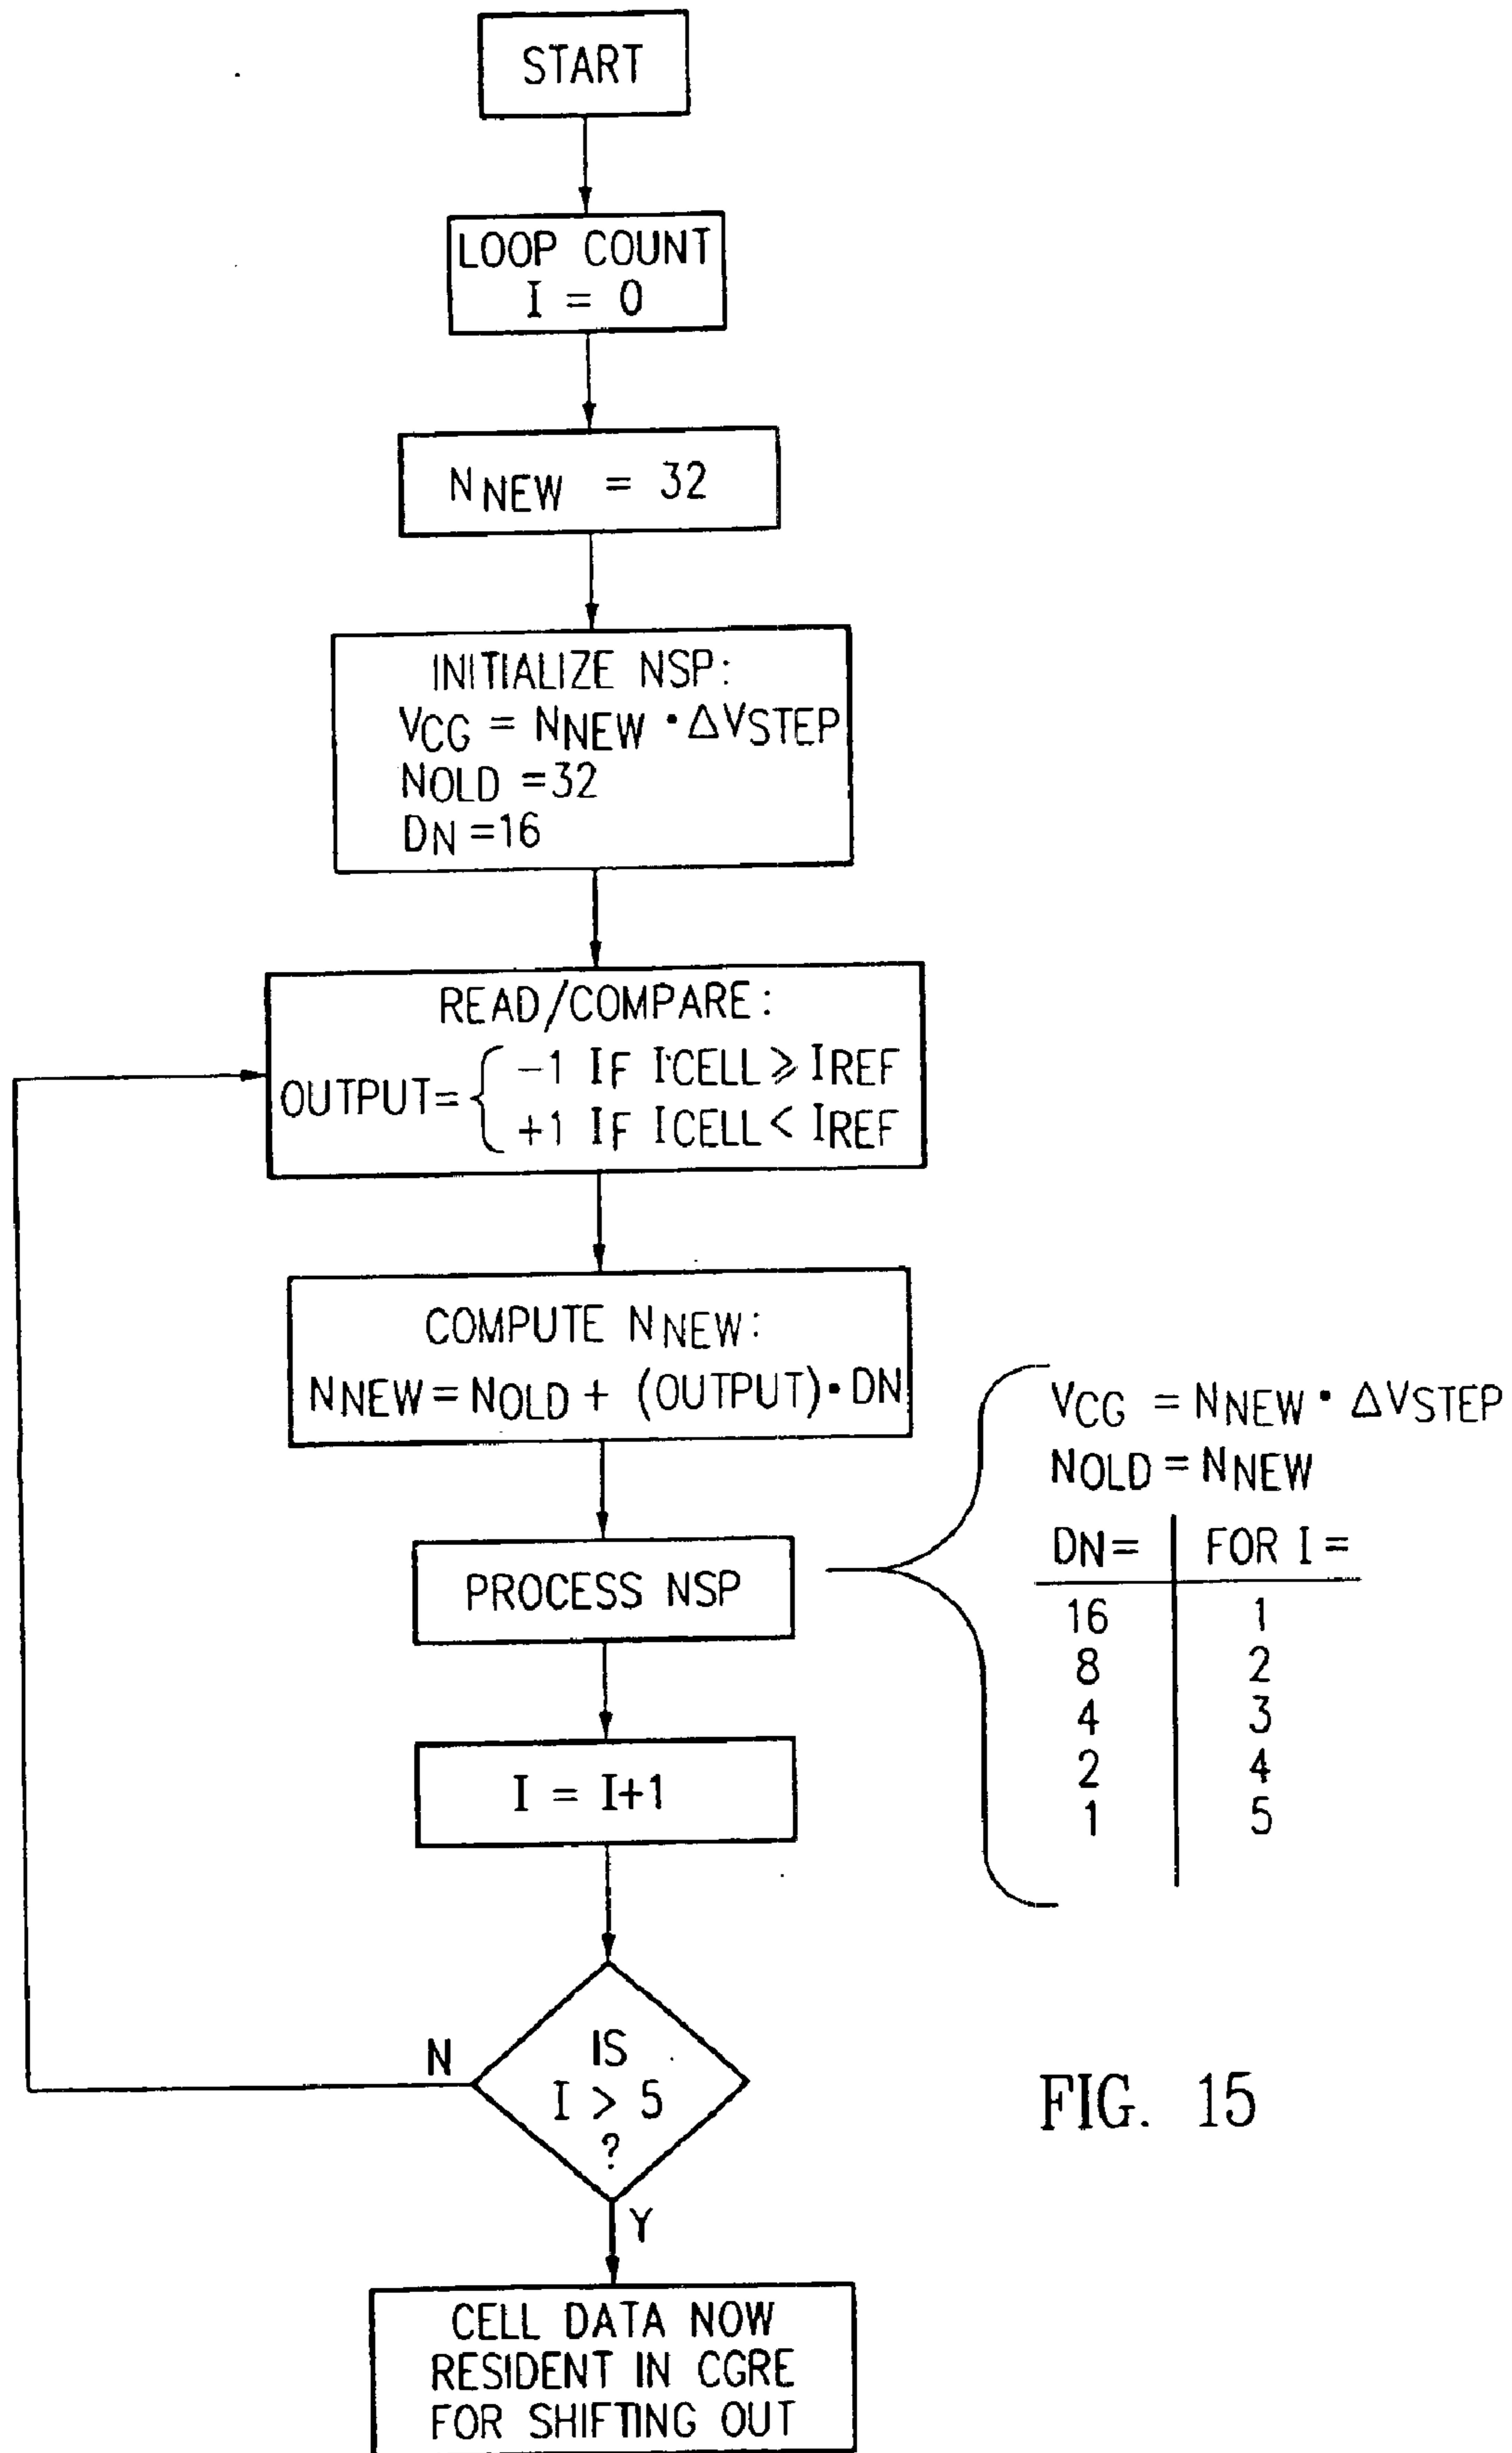 START
LOOP COUNT
I = 0
NNEW = 32
INITIALIZE NSP:
VCG = NNEW • ΔVSTEP
NOLD =32
DN =16
READ/COMPARE:
OUTPUT= { -1 IF ICELL ≥ IREF
+1 IF ICELL < IREF
COMPUTE NNEW:
NNEW = NOLD + (OUTPUT)• DN
PROCESS NSP
VCG = NNEW • ΔVSTEP
NOLD = NNEW
DN= FOR I =
16 1
8 2
4 3
2 4
1 5
I = I+1
IS
I > 5
?
N
Y
CELL DATA NOW
RESIDENT IN CGRE
FOR SHIFTING OUT
FIG. 15